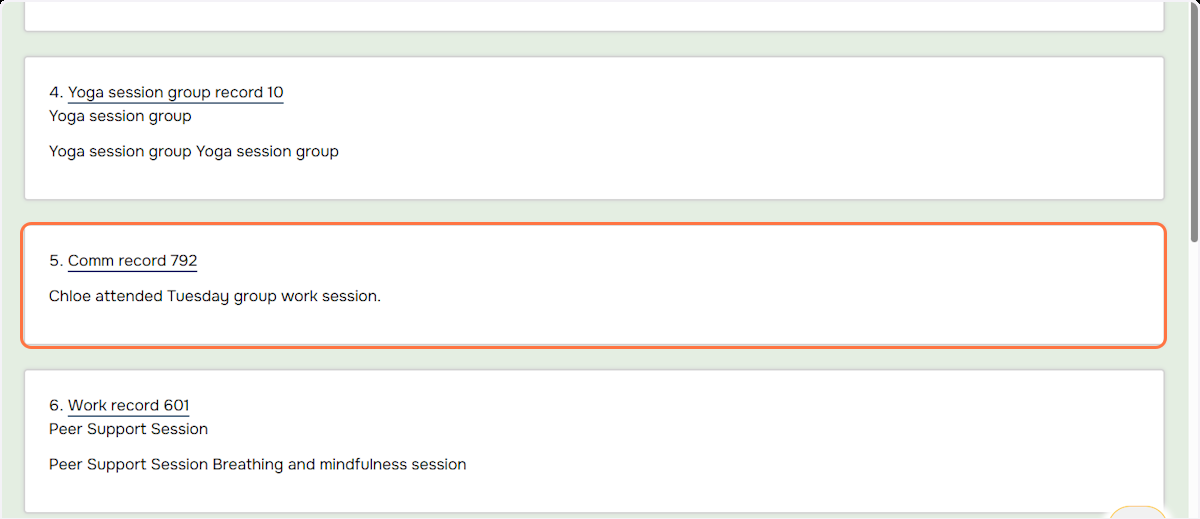 4. Yoga session group record 10
Yoga session group
Yoga session group Yoga session group
5. Comm record 792
Chloe attended Tuesday group work session.
6. Work record 601
Peer Support Session
Peer Support Session Breathing and mindfulness session